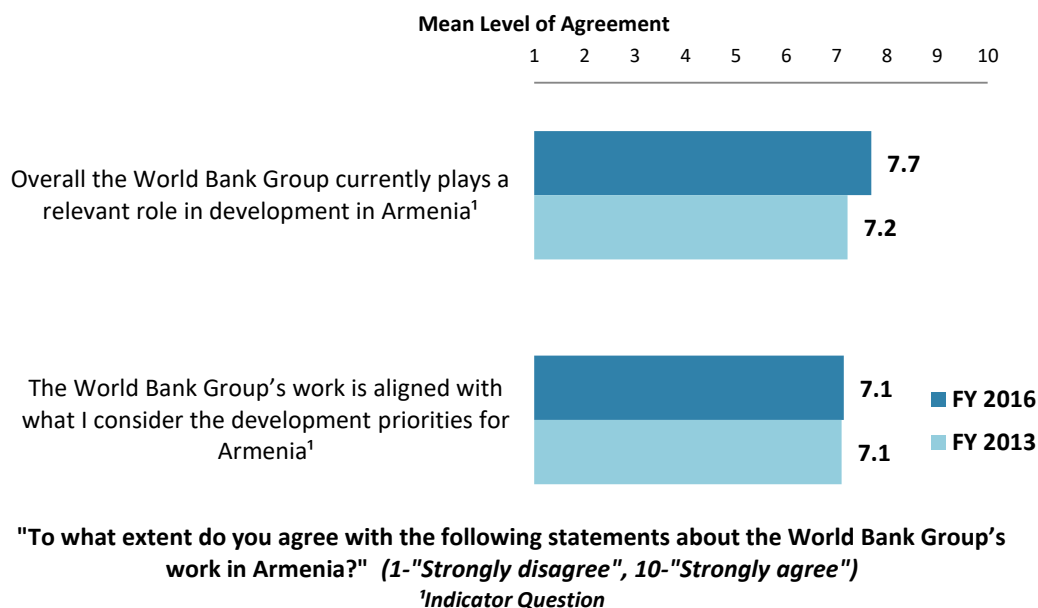 Mean Level of Agreement
1 2 3 4 5 6 7 8 9 10
Overall the World Bank Group currently plays a
relevant role in development in Armenia¹
7.7
7.2
The World Bank Group’s work is aligned with
what I consider the development priorities for
Armenia¹
7.1
7.1
FY 2016
FY 2013
"To what extent do you agree with the following statements about the World Bank Group’s
work in Armenia?" (1-"Strongly disagree", 10-"Strongly agree")
¹Indicator Question